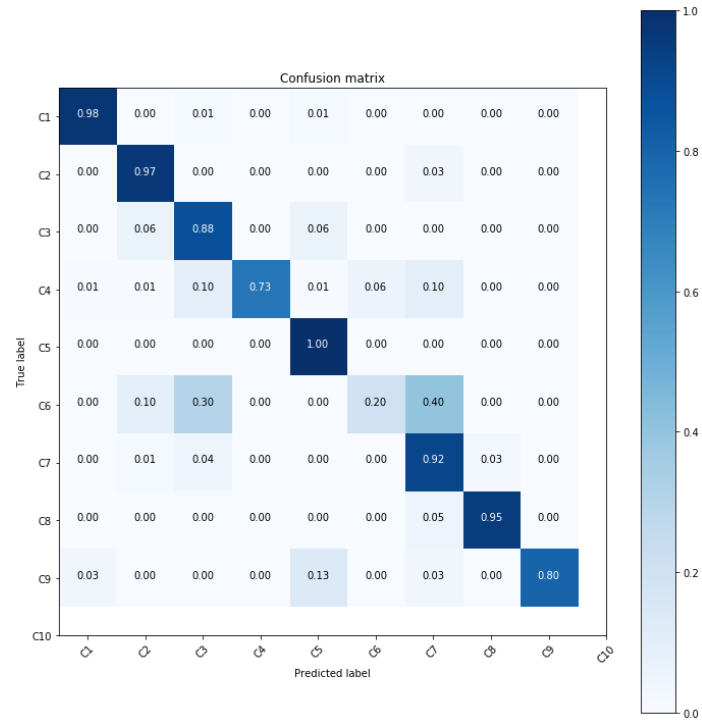 Confusion matrix
C1 0.98 0.00 0.01 0.00 0.01 0.00 0.00 0.00 0.00
C2 0.00 0.97 0.00 0.00 0.00 0.00 0.03 0.00 0.00
C3 0.00 0.06 0.88 0.00 0.06 0.00 0.00 0.00 0.00
C4 0.01 0.01 0.10 0.73 0.01 0.06 0.10 0.00 0.00
C5 0.00 0.00 0.00 0.00 1.00 0.00 0.00 0.00 0.00
C6 0.00 0.10 0.30 0.00 0.00 0.20 0.40 0.00 0.00
C7 0.00 0.01 0.04 0.00 0.00 0.00 0.92 0.03 0.00
C8 0.00 0.00 0.00 0.00 0.00 0.00 0.05 0.95 0.00
C9 0.03 0.00 0.00 0.00 0.13 0.00 0.03 0.00 0.80
C10
True label
C1 C2 C3 C4 C5 C6 C7 C8 C9 C10
Predicted label
1.0
0.8
0.6
0.4
0.2
0.0